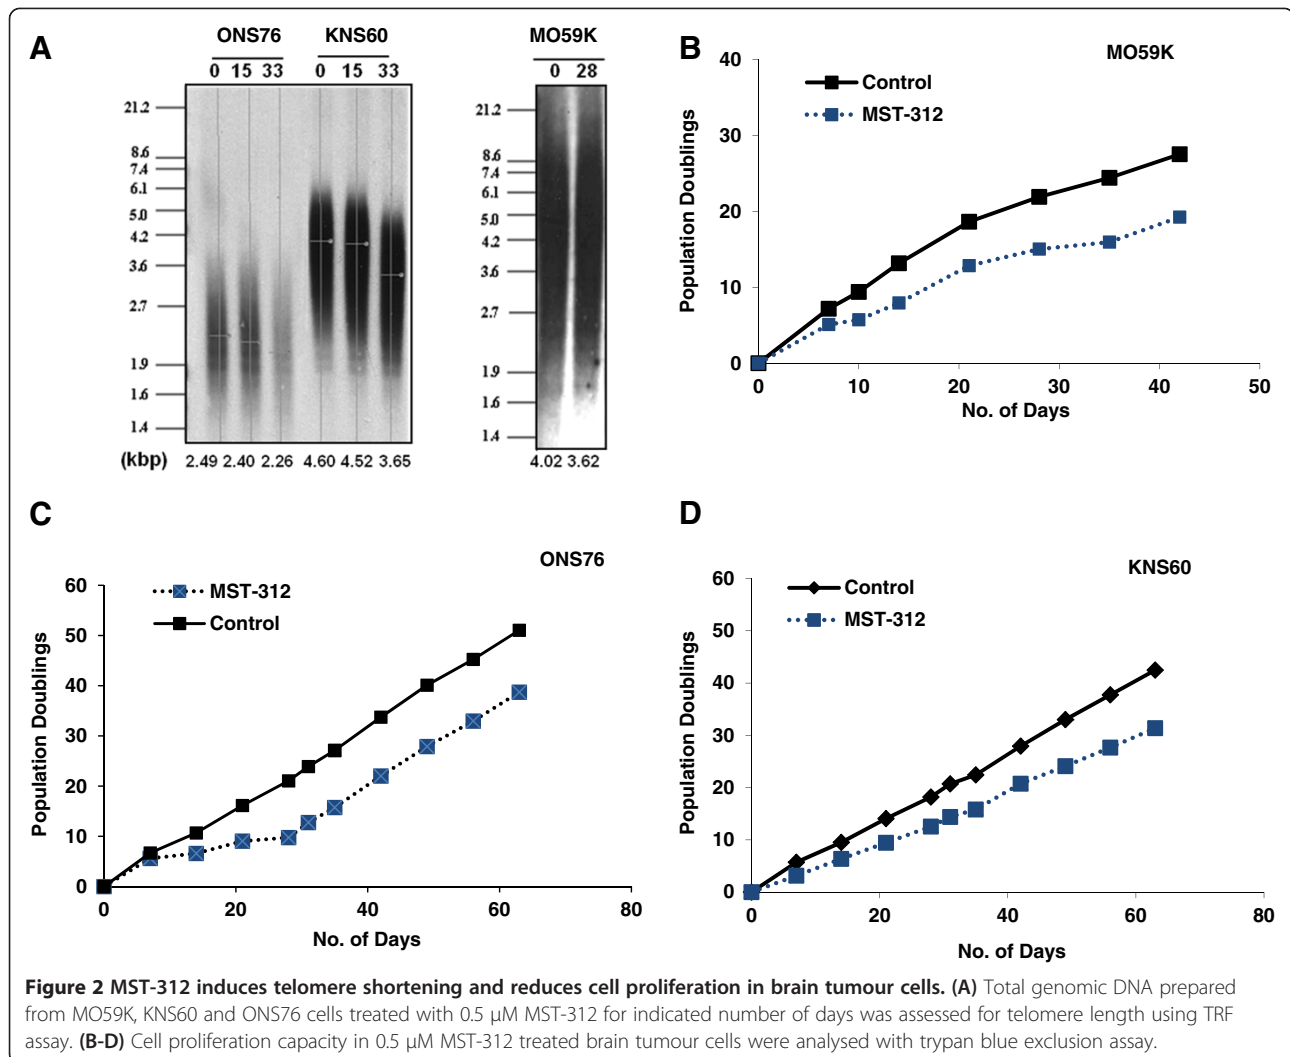 A
ONS76 KNS60 MO59K
0 15 33 0 15 33 0 28
21.2
8.6
7.4
6.1
5.0
4.2
3.6
2.7
1.9
1.6
1.4
(kbp) 2.49 2.40 2.26 4.60 4.52 3.65
21.2
8.6
7.4
6.1
5.0
4.2
3.6
2.7
1.9
1.6
1.4
4.02 3.62
B
MO59K
Control
MST-312
Population Doublings
40
30
20
10
0
0 10 20 30 40 50
No. of Days
C
ONS76
MST-312
Control
Population Doublings
60
50
40
30
20
10
0
0 20 40 60 80
No. of Days
D
KNS60
Control
MST-312
Population Doublings
60
50
40
30
20
10
0
0 20 40 60 80
No. of Days
Figure 2 MST-312 induces telomere shortening and reduces cell proliferation in brain tumour cells. (A) Total genomic DNA prepared
from MO59K, KNS60 and ONS76 cells treated with 0.5 μM MST-312 for indicated number of days was assessed for telomere length using TRF
assay. (B-D) Cell proliferation capacity in 0.5 μM MST-312 treated brain tumour cells were analysed with trypan blue exclusion assay.